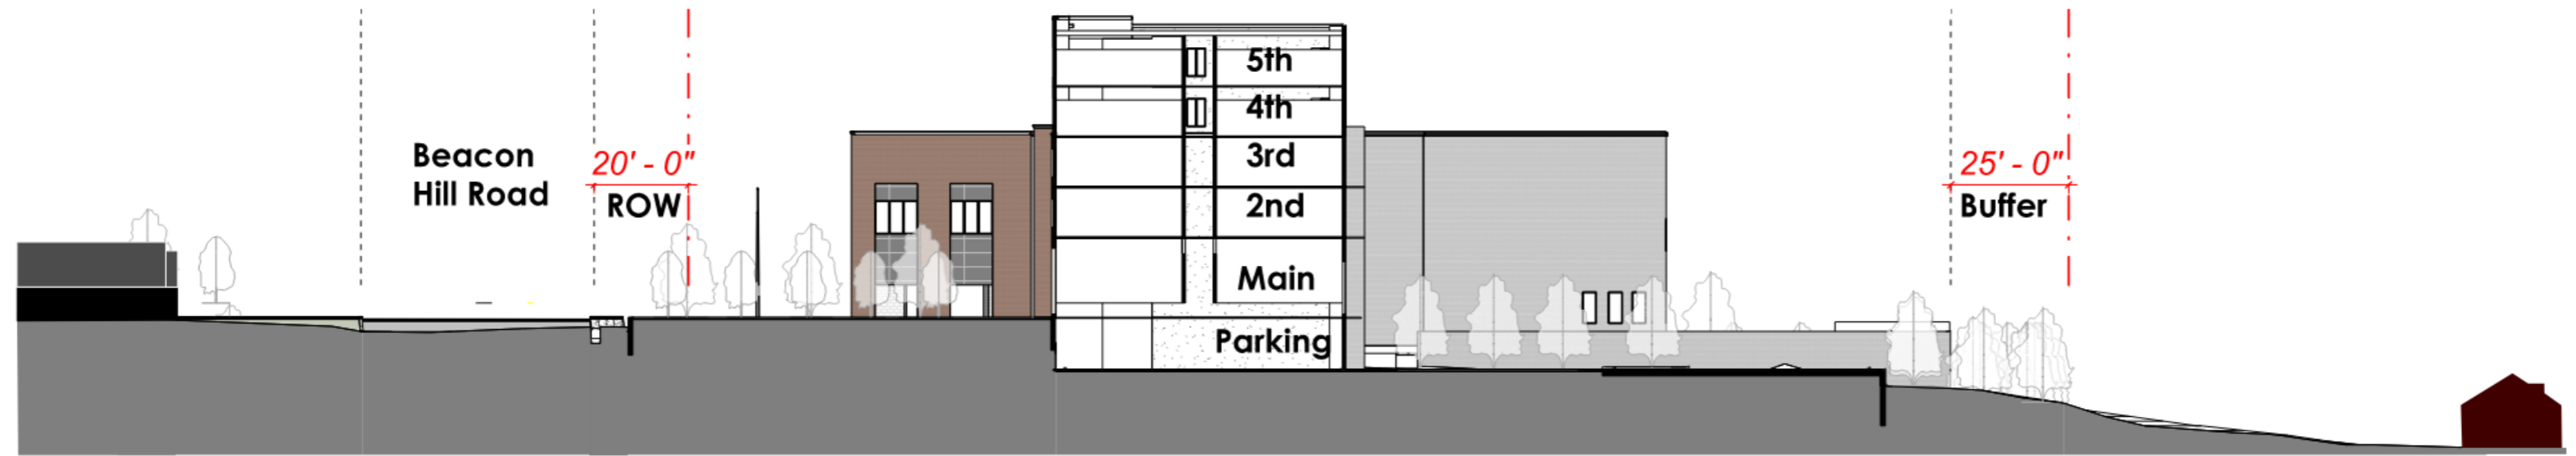 Beacon
Hill Road
20' - 0"
ROW
5th
4th
3rd
2nd
Main
Parking
25' - 0"
Buffer